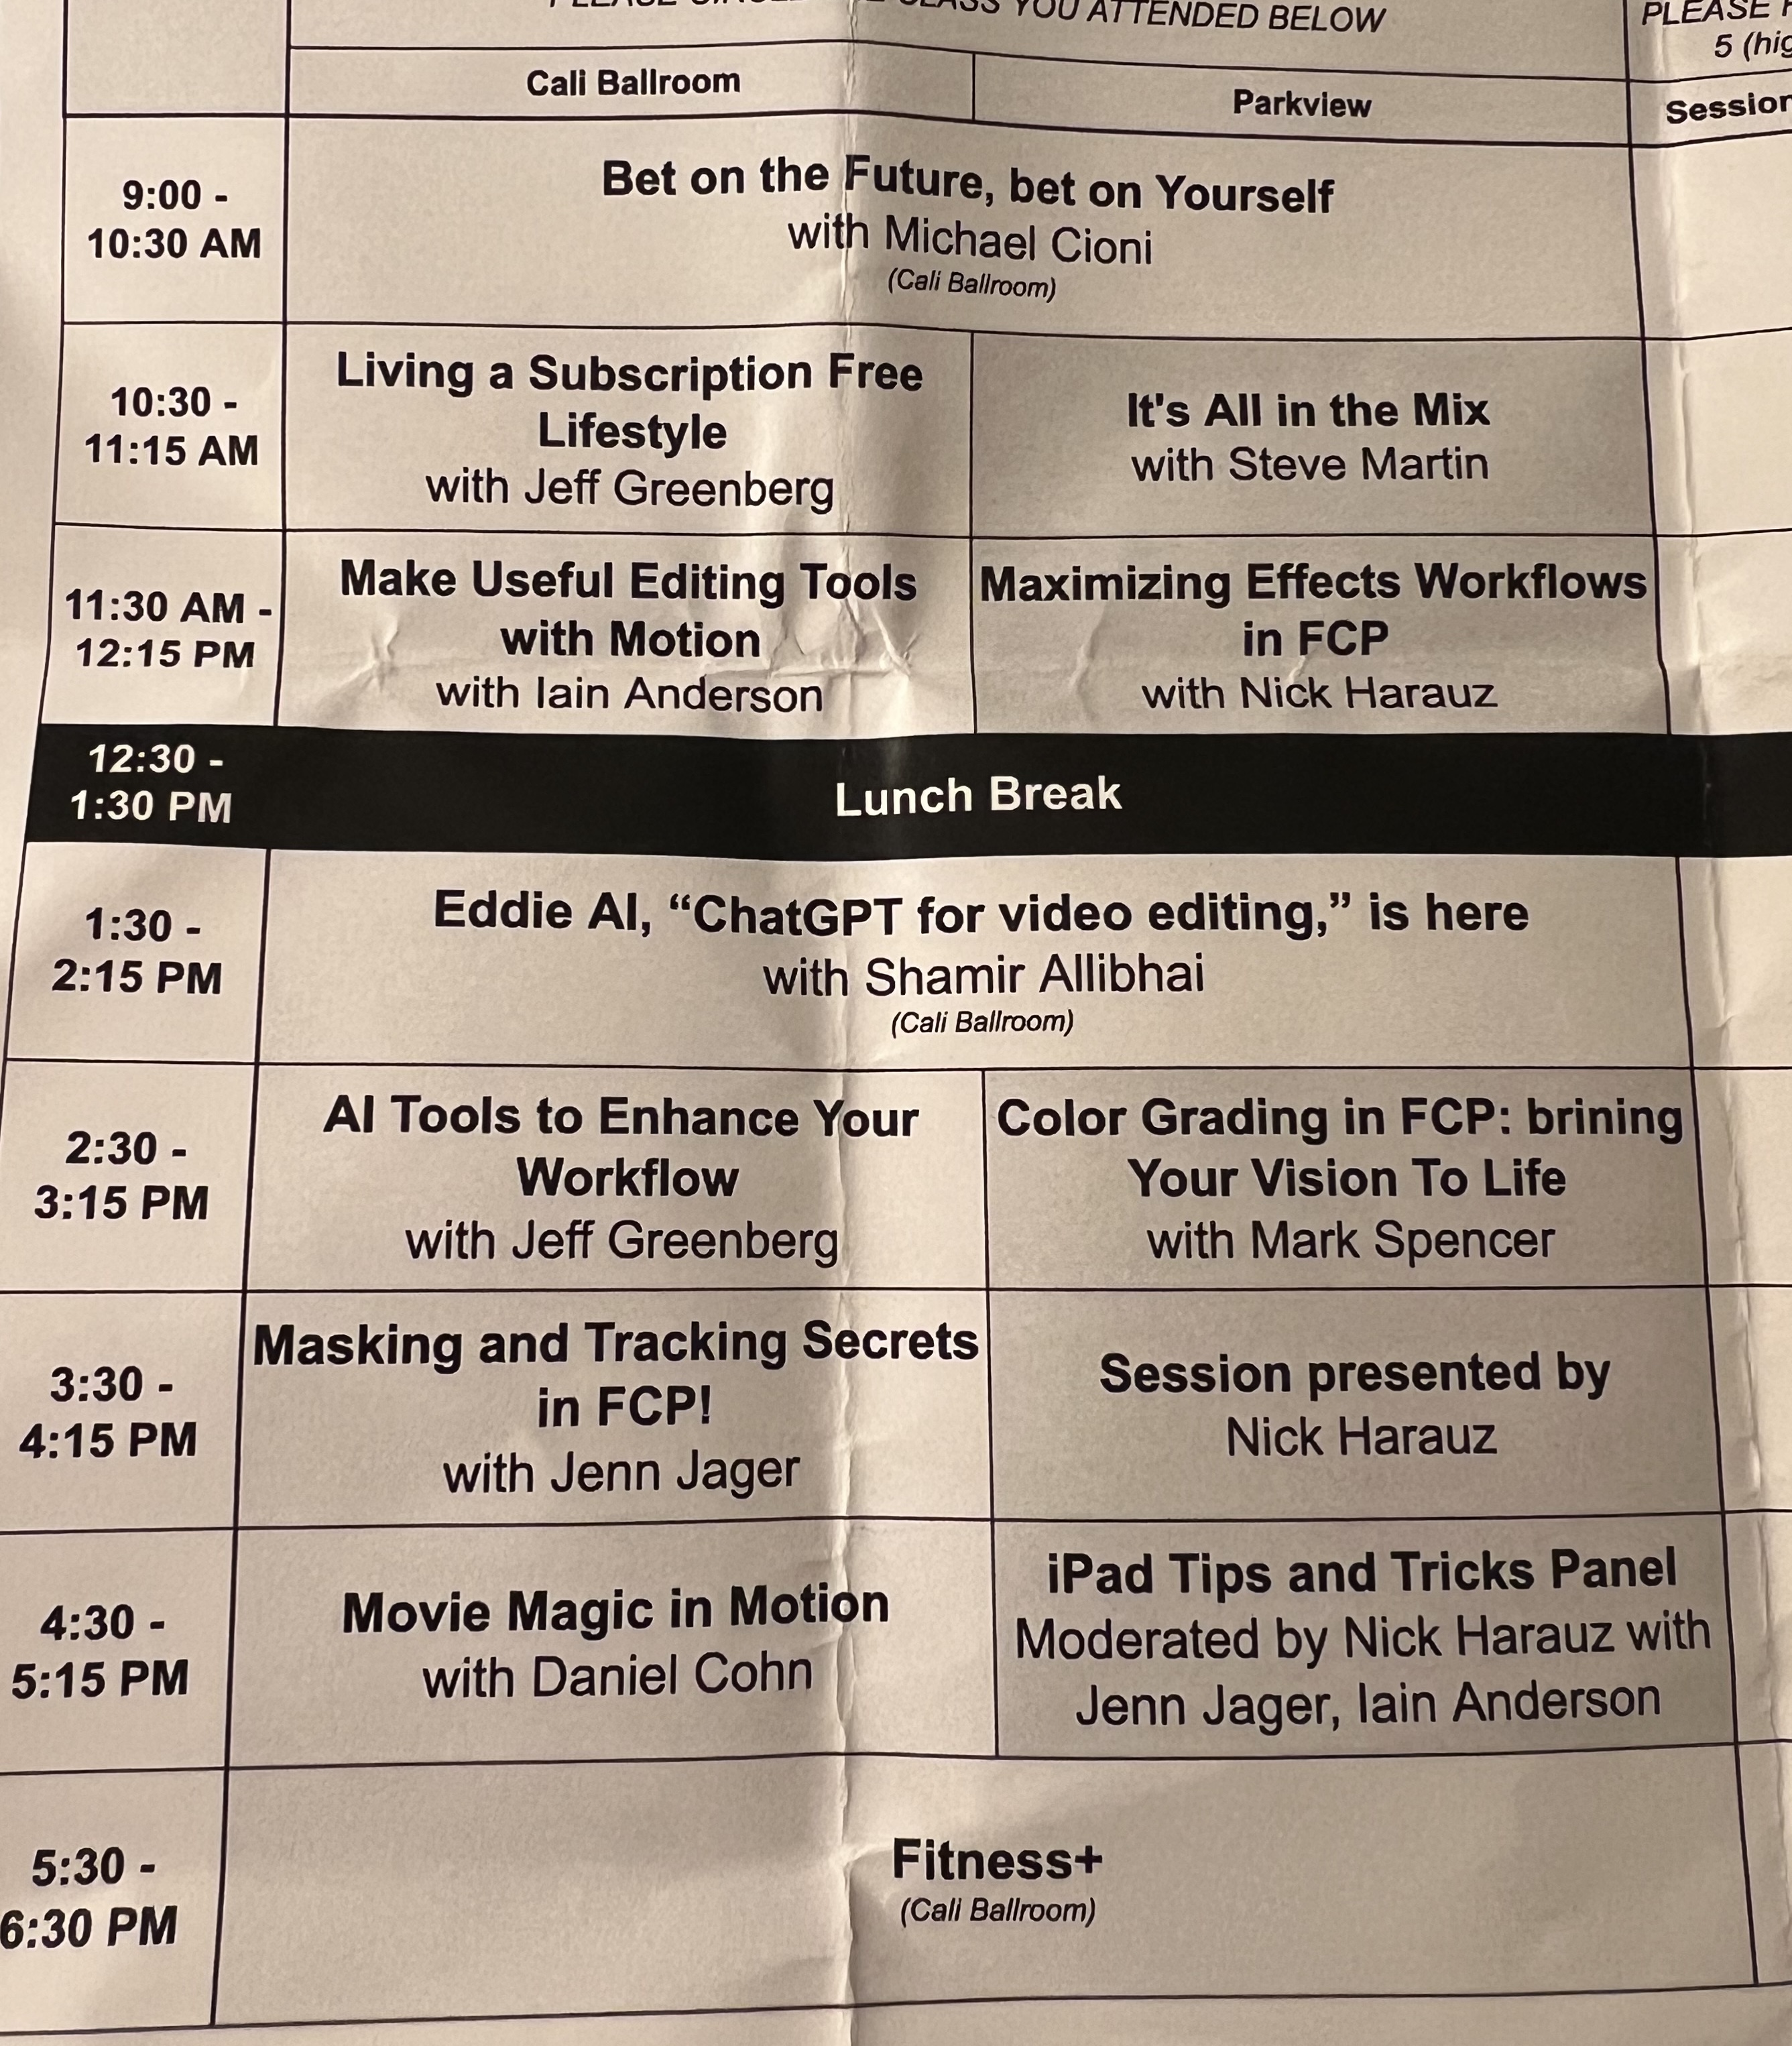 YOU ATTENDED BELOW
PLEASE
5
Cali Ballroom
Parkview
9:00 -
10:30 AM
Bet on the Future, bet on Yourself
with Michael Cioni
(Cali Ballroom)
10:30 -
11:15 AM
Living a Subscription Free
Lifestyle
with Jeff Greenberg
It's All in the Mix
with Steve Martin
11:30 AM -
12:15 PM
Make Useful Editing Tools
with Motion
with Iain Anderson
Maximizing Effects Workflows
in FCP
with Nick Harauz
12:30 -
1:30 PM
Lunch Break
1:30 -
2:15 PM
Eddie AI, “ChatGPT for video editing,” is here
with Shamir Allibhai
(Cali Ballroom)
2:30 -
3:15 PM
AI Tools to Enhance Your
Workflow
with Jeff Greenberg
Color Grading in FCP: brining
Your Vision To Life
with Mark Spencer
3:30 -
4:15 PM
Masking and Tracking Secrets
in FCP!
with Jenn Jager
Session presented by
Nick Harauz
4:30 -
5:15 PM
Movie Magic in Motion
with Daniel Cohn
iPad Tips and Tricks Panel
Moderated by Nick Harauz with
Jenn Jager, Iain Anderson
5:30 -
6:30 PM
Fitness+
(Cali Ballroom)